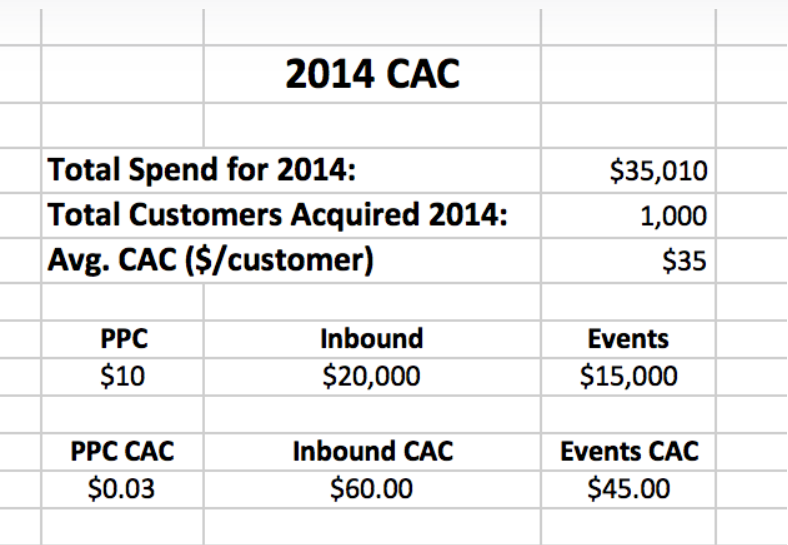 2014 CAC
Total Spend for 2014: $35,010
Total Customers Acquired 2014: 1,000
Avg. CAC ($/customer) $35
PPC Inbound Events
$10 $20,000 $15,000
PPC CAC Inbound CAC Events CAC
$0.03 $60.00 $45.00